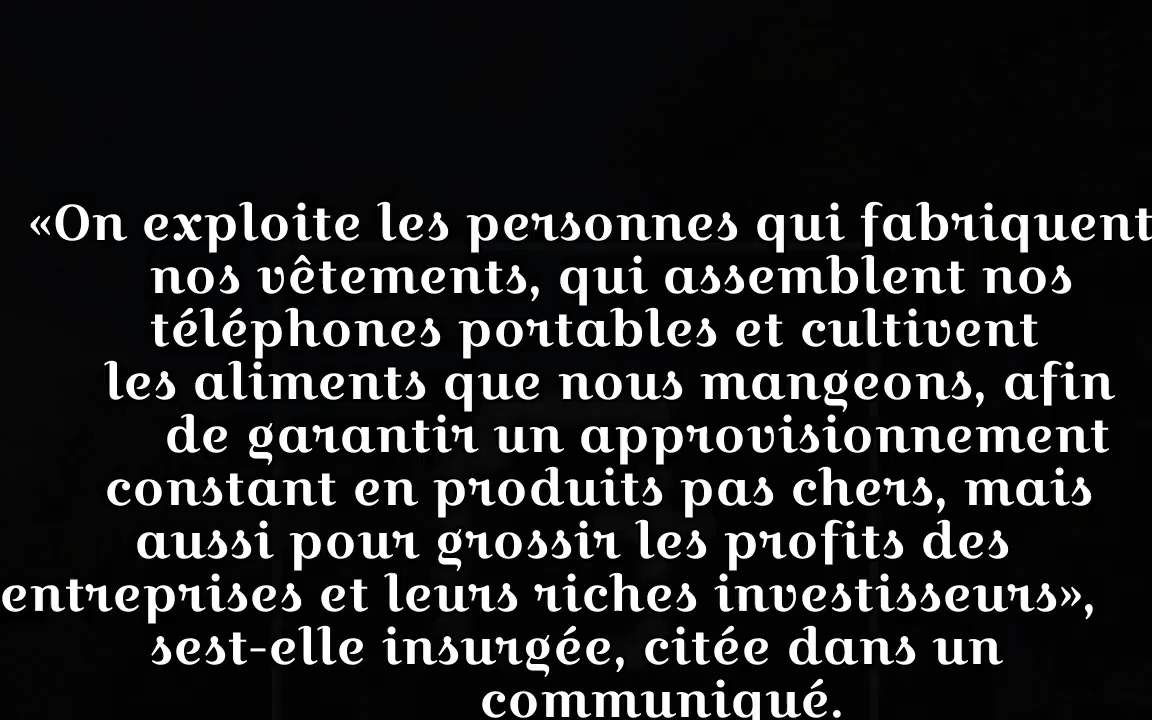 «On exploite les personnes qui fabriquent
nos vêtements, qui assemblent nos
téléphones portables et cultivent
les aliments que nous mangeons, afin
de garantir un approvisionnement
constant en produits pas chers, mais
aussi pour grossir les profits des
entreprises et leurs riches investisseurs»,
sest-elle insurgée, citée dans un
communiqué.